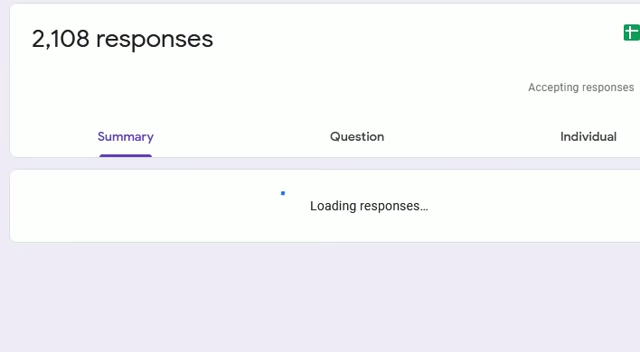 2,108 responses
Accepting responses
Summary Question Individual
Loading responses...